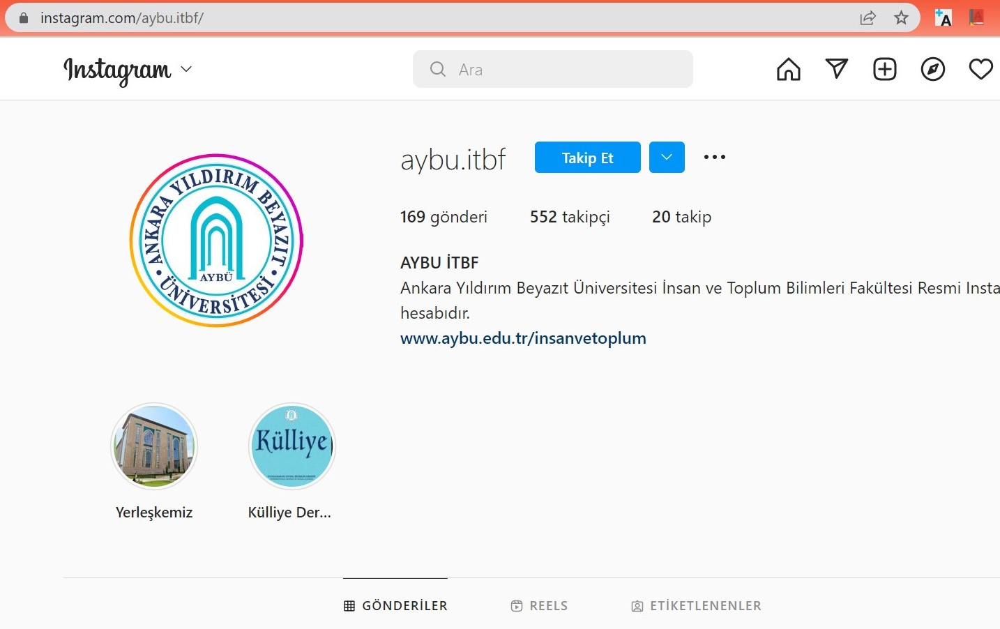 instagram.com/aybu.itbf/
Instagram
Ara
aybu.itbf
Takip Et
169 gönderi 552 takipçi 20 takip
ANKARA YILDIRIM BEYAZIT ÜNİVERSİTESİ
AYBÜ
AYBU İTBF
Ankara Yıldırım Beyazıt Üniversitesi İnsan ve Toplum Bilimleri Fakültesi Resmi Insta
hesabıdır.
www.aybu.edu.tr/insanvetoplum
Külliye
Yerleşkemiz Külliye Der...
GÖNDERİLER REELS ETİKETLENENLER